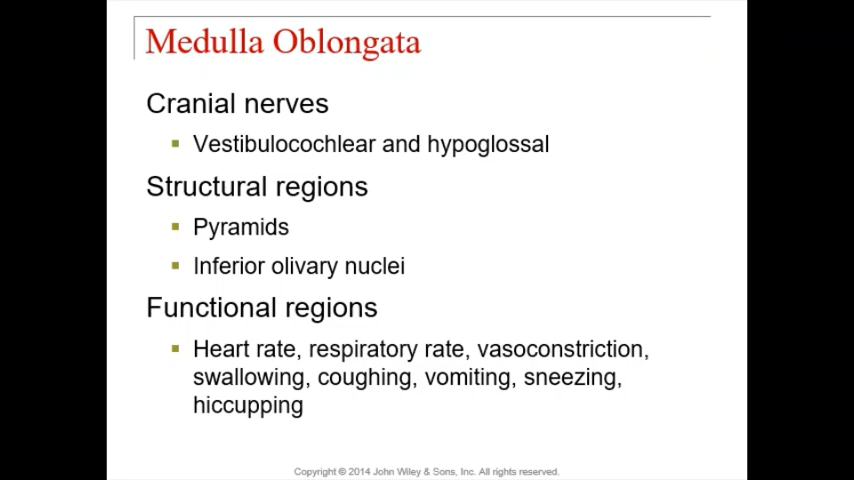 Medulla Oblongata
Cranial nerves
Vestibulocochlear and hypoglossal
Structural regions
Pyramids
Inferior olivary nuclei
Functional regions
Heart rate, respiratory rate, vasoconstriction,
swallowing, coughing, vomiting, sneezing,
hiccupping
Copyright © 2014 John Wiley & Sons, Inc. All rights reserved.